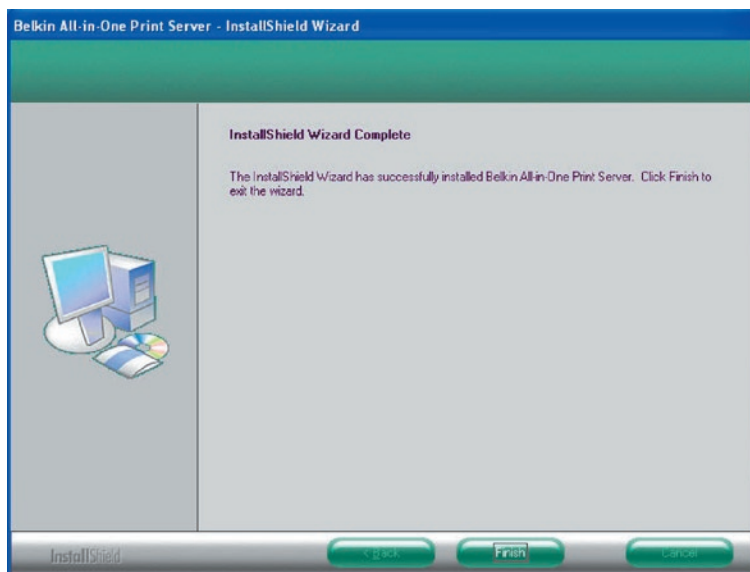 Belkin All-in-One Print Server - InstallShield Wizard
InstallShield Wizard Complete
The InstallShield Wizard has successfully installed Belkin All-in-One Print Server. Click Finish to
exit the wizard.
InstallShield
< Back
Finish
Cancel